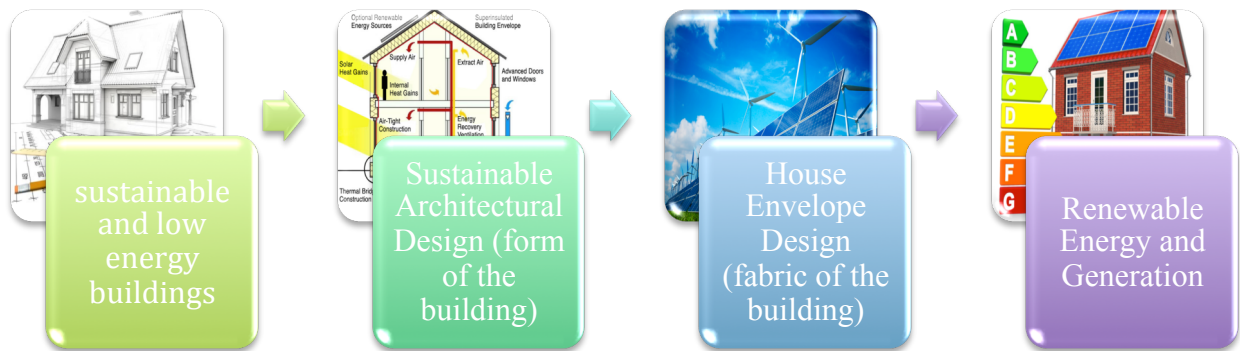 sustainable
and low
energy
buildings
Optional Renewable
Energy Sources
Superinsulated
Building Envelope
Supply Air
Extract Air
Solar
Heat Gains
Internal
Heat Gains
Advanced Doors
and Windows
Air-Tight
Construction
Energy
Recovery
Ventilation
Thermal
Construction
Sustainable
Architectural
Design (form
of the
building)
House
Envelope
Design
(fabric of the
building)
A
B
C
D
E
F
G
Renewable
Energy and
Generation